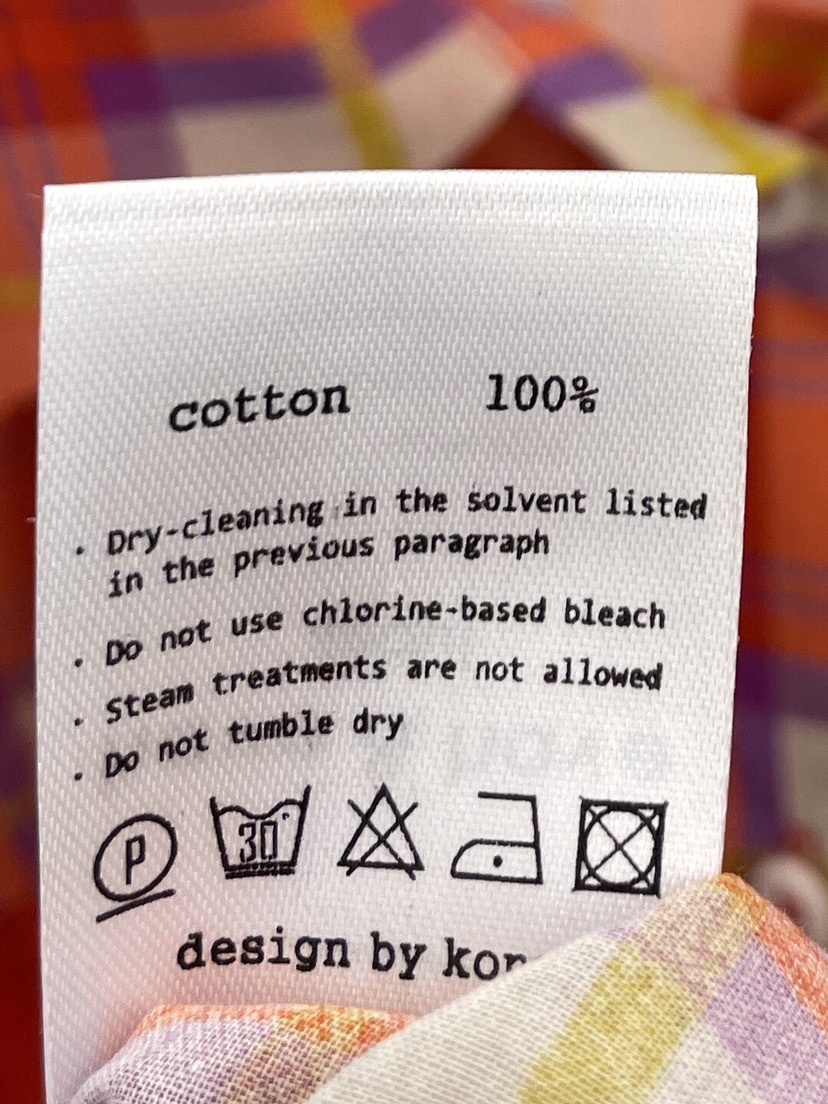 cotton 100%
. Dry-cleaning in the solvent listed
in the previous paragraph
. Do not use chlorine-based bleach
. Steam treatments are not allowed
. Do not tumble dry
P 30°
design by